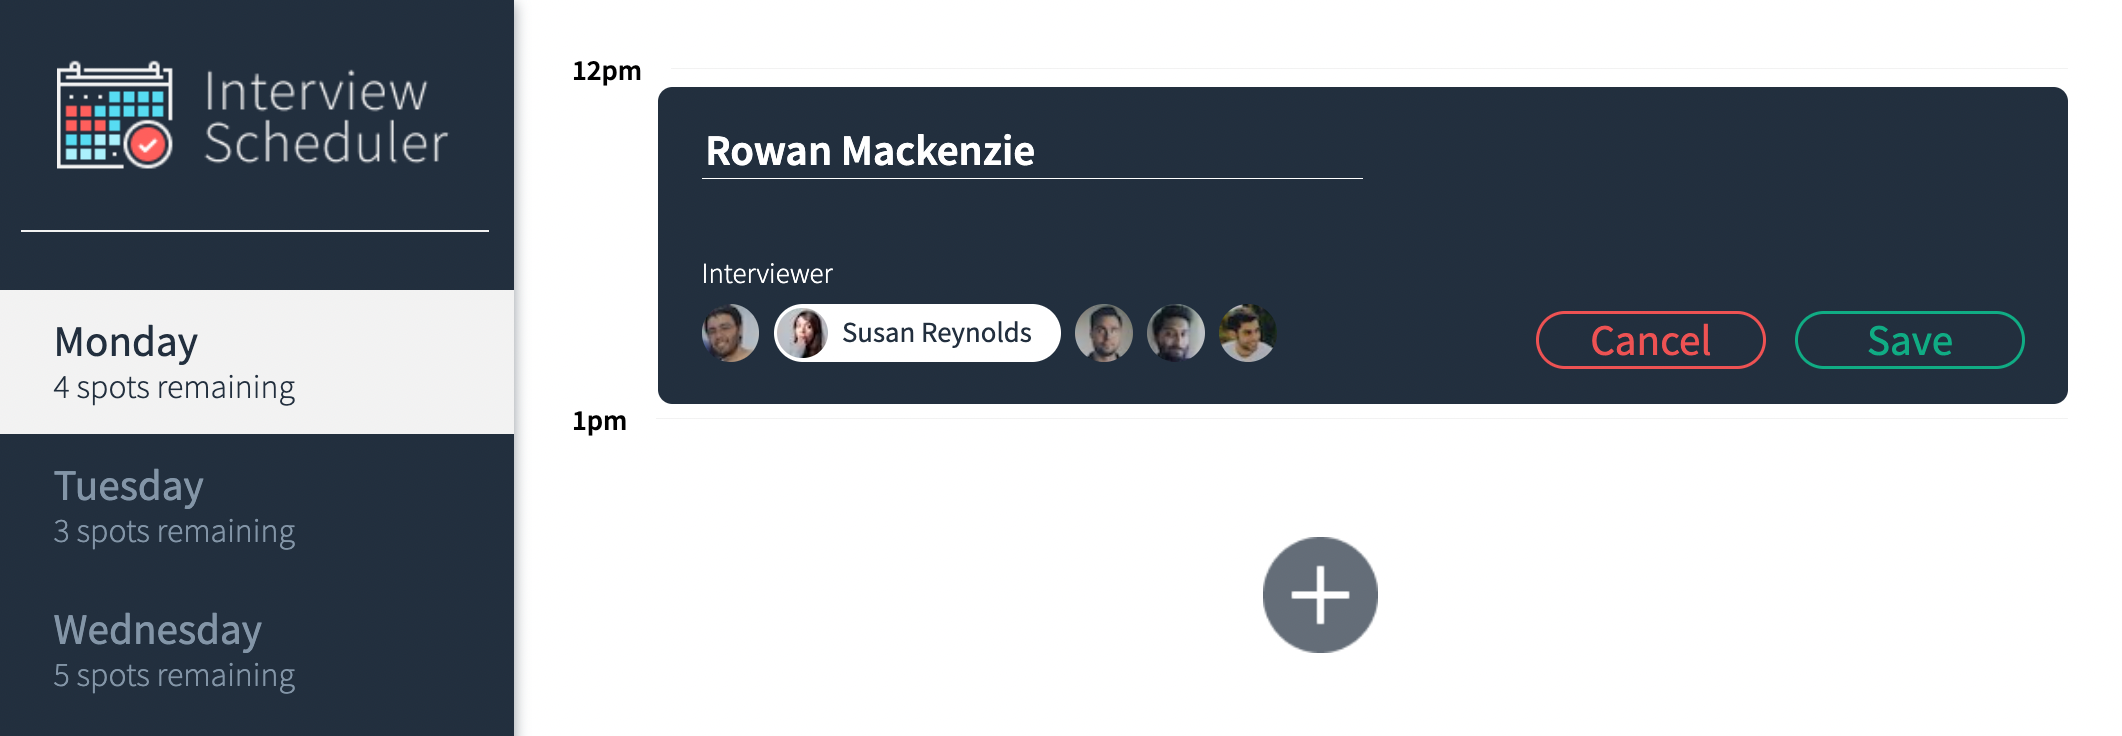 Interview
Scheduler
Monday
4 spots remaining
Tuesday
3 spots remaining
Wednesday
5 spots remaining
12pm
Rowan Mackenzie
Interviewer
Susan Reynolds
Cancel
Save
1pm